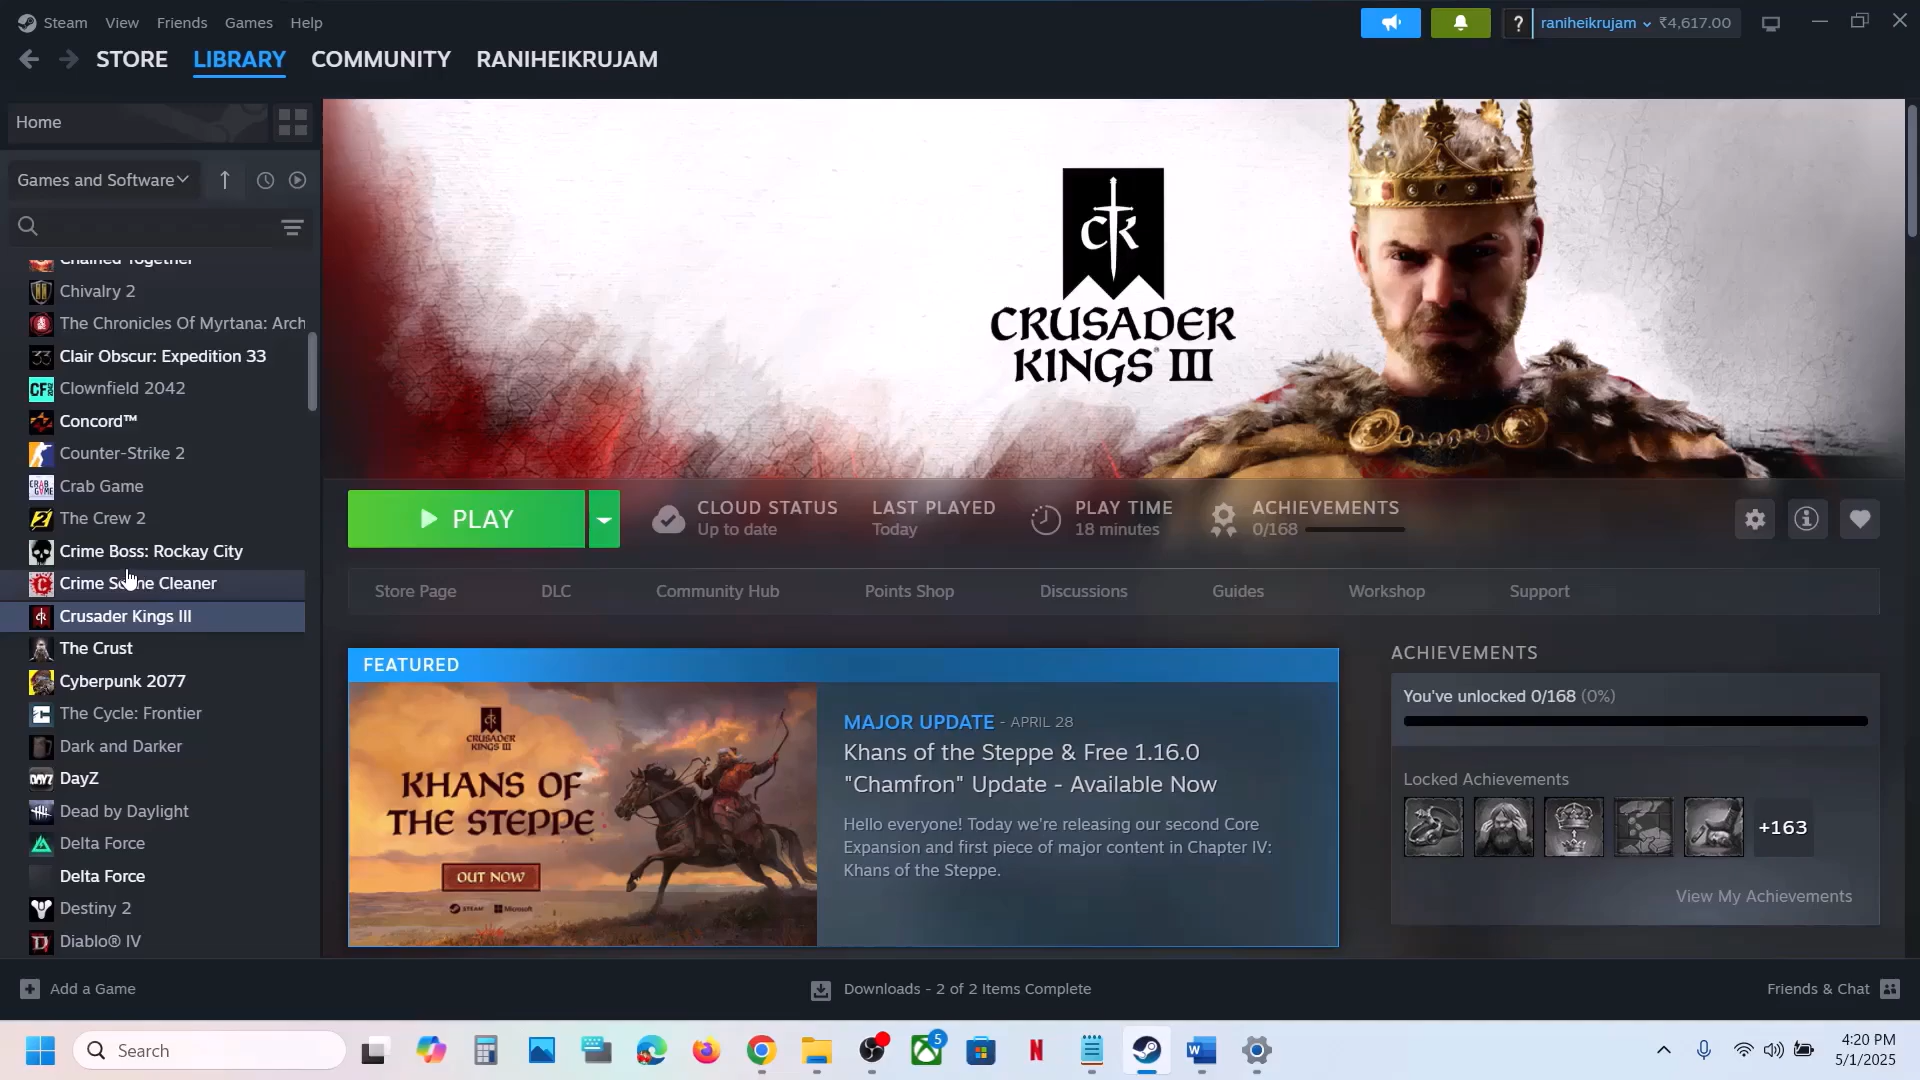 Steam View Friends Games Help
? raniheikrujam ₹4,617.00
STORE LIBRARY COMMUNITY RANIHEIKRUJAM
Home
Games and Software
Chained Together
Chivalry 2
The Chronicles Of Myrtana: Arch
Clair Obscur: Expedition 33
Clownfield 2042
Concord™
Counter-Strike 2
Crab Game
The Crew 2
Crime Boss: Rockay City
Crime Scene Cleaner
Crusader Kings III
The Crust
Cyberpunk 2077
The Cycle: Frontier
Dark and Darker
DayZ
Dead by Daylight
Delta Force
Delta Force
Destiny 2
Diablo® IV
CK
CRUSADER
KINGS III
PLAY
CLOUD STATUS
Up to date
LAST PLAYED
Today
PLAY TIME
18 minutes
ACHIEVEMENTS
0/168
Store Page DLC Community Hub Points Shop Discussions Guides Workshop Support
FEATURED
CRUSADER
KINGS III
KHANS OF
THE STEPPE
OUT NOW
STEAM Microsoft
MAJOR UPDATE - APRIL 28
Khans of the Steppe & Free 1.16.0
"Chamfron" Update - Available Now
Hello everyone! Today we're releasing our second Core
Expansion and first piece of major content in Chapter IV:
Khans of the Steppe.
ACHIEVEMENTS
You've unlocked 0/168 (0%)
Locked Achievements
+163
View My Achievements
Add a Game
Downloads - 2 of 2 Items Complete
Friends & Chat
Search
5
4:20 PM
5/1/2025